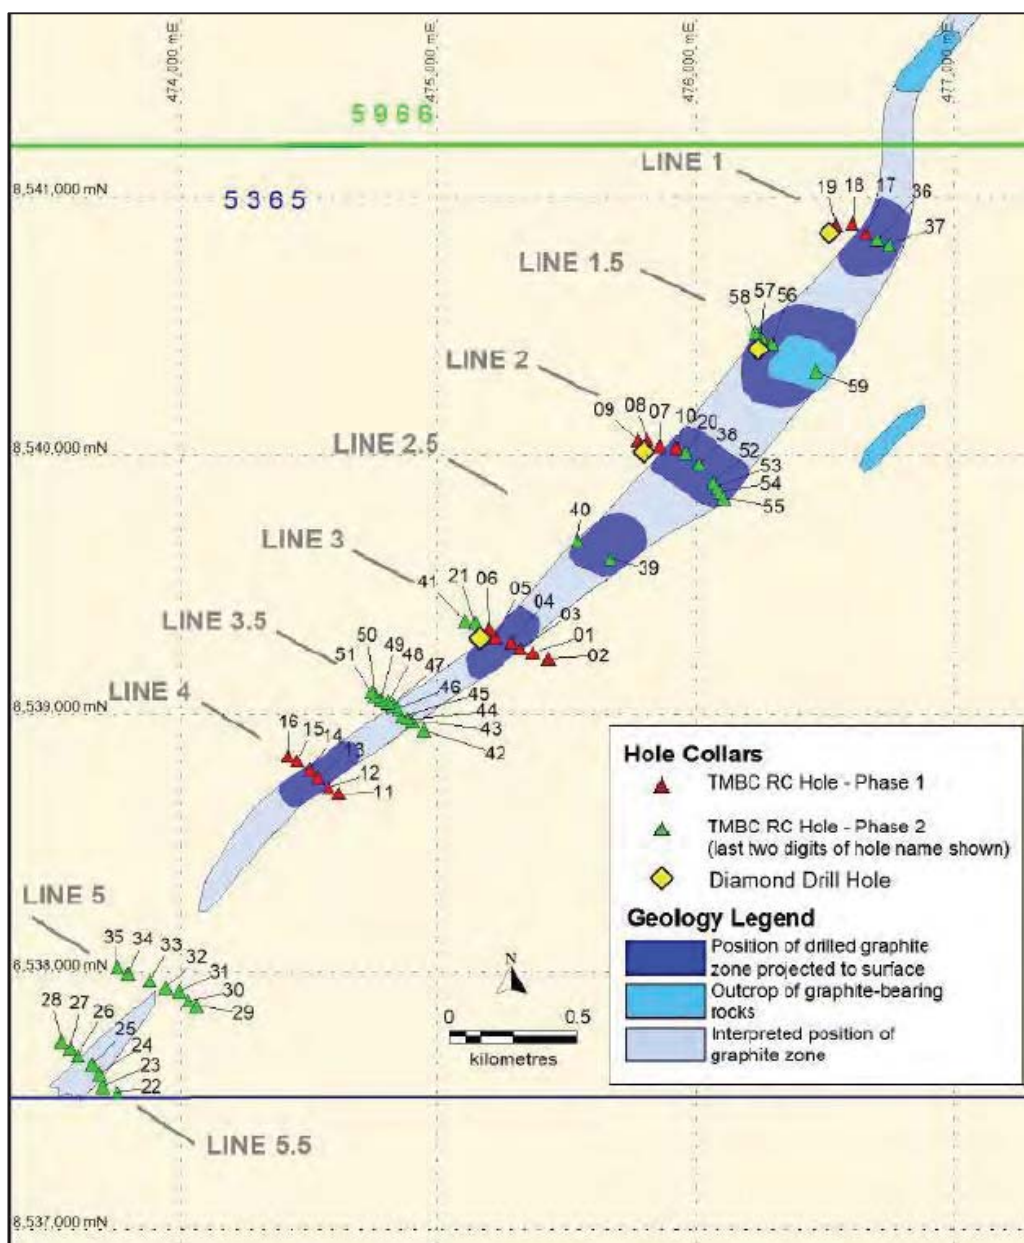 474,000 mE
475,000 mE
476,000 mE
477,000 mE
5966
LINE 1
8,541,000 mN
5365
19
18
17
36
37
LINE 1.5
58
57
56
59
LINE 2
09
08
07
10
20
38
52
53
54
55
8,540,000 mN
LINE 2.5
40
39
LINE 3
41
21
06
05
04
03
01
02
LINE 3.5
51
50
49
48
47
46
45
44
43
42
8,539,000 mN
LINE 4
16
15
14
13
12
11
LINE 5
35
34
33
32
31
30
29
8,538,000 mN
28
27
26
25
24
23
22
LINE 5.5
8,537,000 mN
N
0
0.5
kilometres
Hole Collars
TMBC RC Hole - Phase 1
TMBC RC Hole - Phase 2
(last two digits of hole name shown)
Diamond Drill Hole
Geology Legend
Position of drilled graphite
zone projected to surface
Outcrop of graphite-bearing
rocks
Interpreted position of
graphite zone